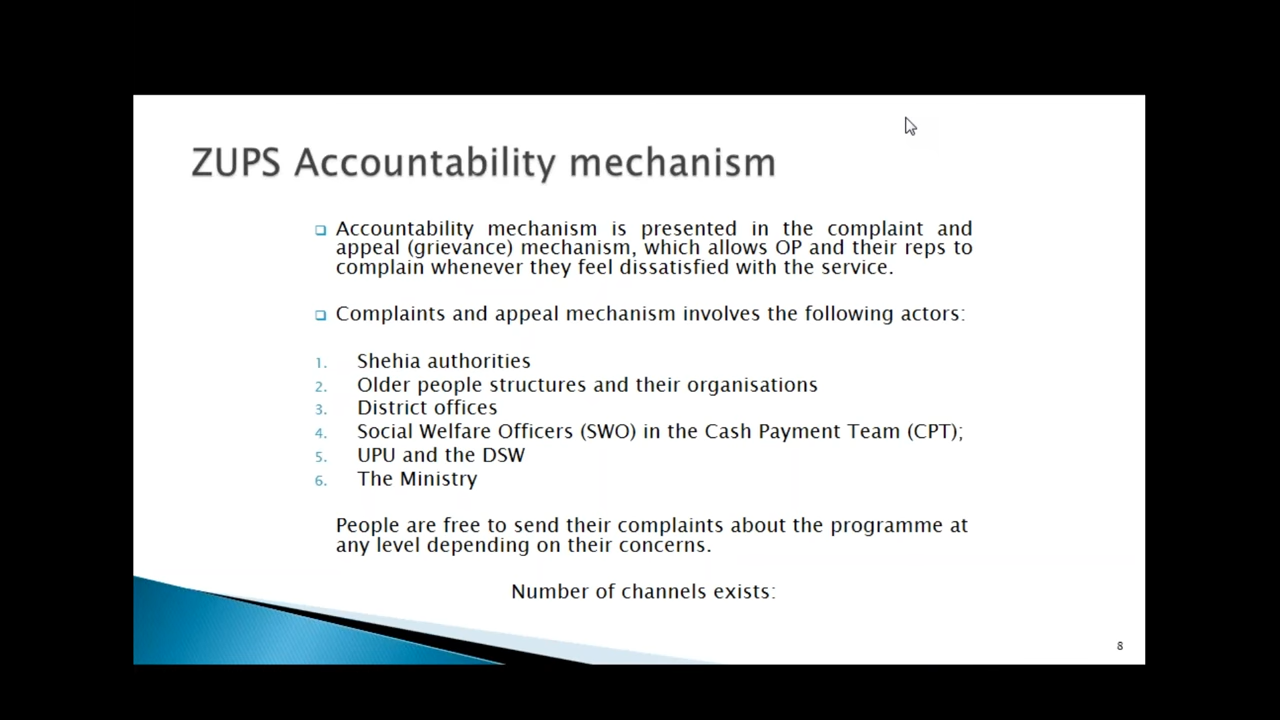 ZUPS Accountability mechanism
❑ Accountability mechanism is presented in the complaint and
appeal (grievance) mechanism, which allows OP and their reps to
complain whenever they feel dissatisfied with the service.
❑ Complaints and appeal mechanism involves the following actors:
1. Shehia authorities
2. Older people structures and their organisations
3. District offices
4. Social Welfare Officers (SWO) in the Cash Payment Team (CPT);
5. UPU and the DSW
6. The Ministry
People are free to send their complaints about the programme at
any level depending on their concerns.
Number of channels exists:
8